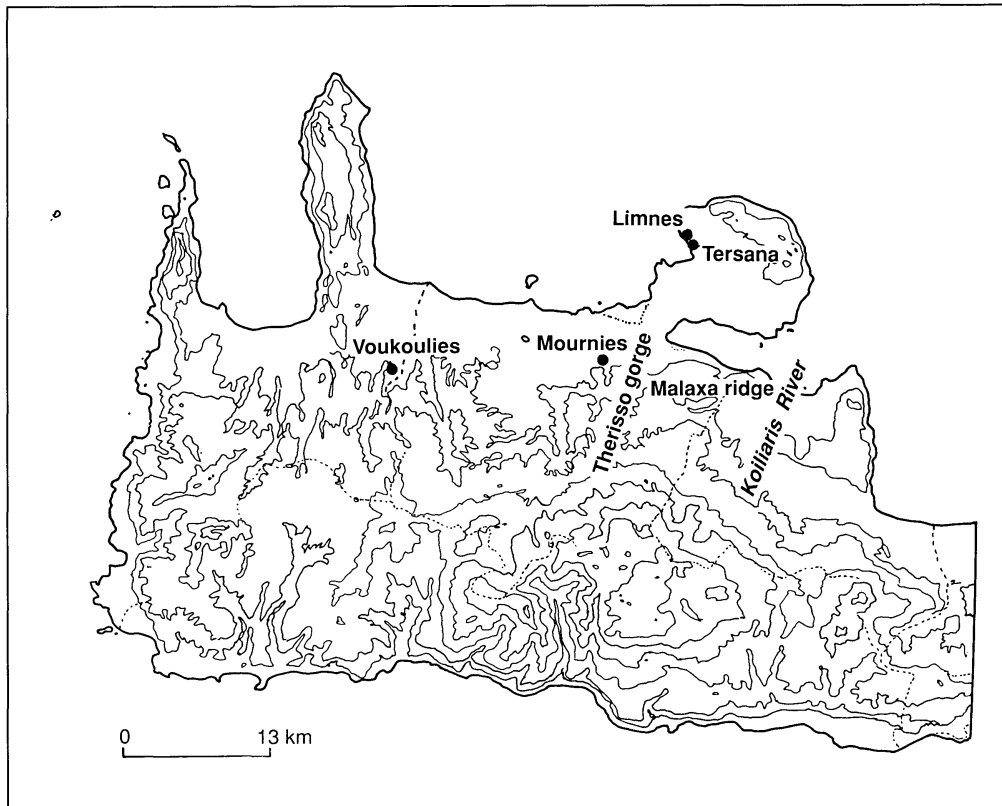 Limnes
Tersana
Voukoulies
Mournies
Therisso gorge
Malaxa ridge
Koiliaris River
0 13 km